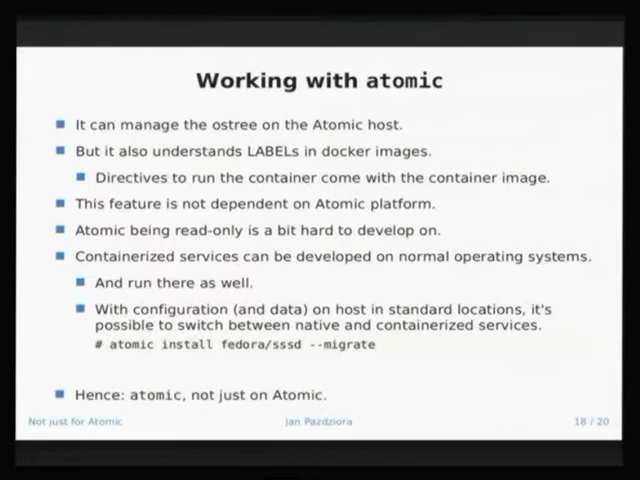 Working with atomic
It can manage the ostree on the Atomic host.
But it also understands LABELs in docker images.
Directives to run the container come with the container image.
This feature is not dependent on Atomic platform.
Atomic being read-only is a bit hard to develop on.
Containerized services can be developed on normal operating systems.
And run there as well.
With configuration (and data) on host in standard locations, it's
possible to switch between native and containerized services.
# atomic install fedora/sssd --migrate
Hence: atomic, not just on Atomic.
Not just for Atomic
Jan Pazdziora
18 / 20